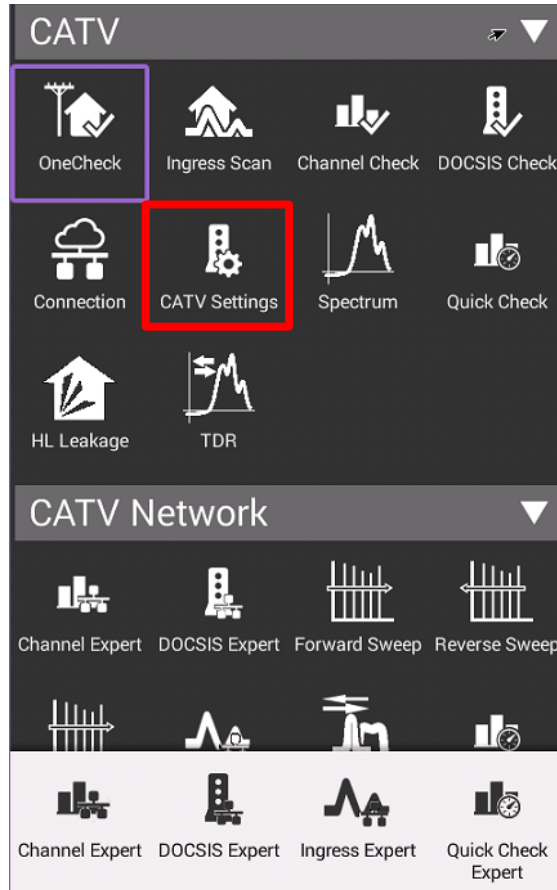 CATV
OneCheck
Ingress Scan
Channel Check
DOCSIS Check
Connection
CATV Settings
Spectrum
Quick Check
HL Leakage
TDR
CATV Network
Channel Expert
DOCSIS Expert
Forward Sweep
Reverse Sweep
Channel Expert
DOCSIS Expert
Ingress Expert
Quick Check
Expert